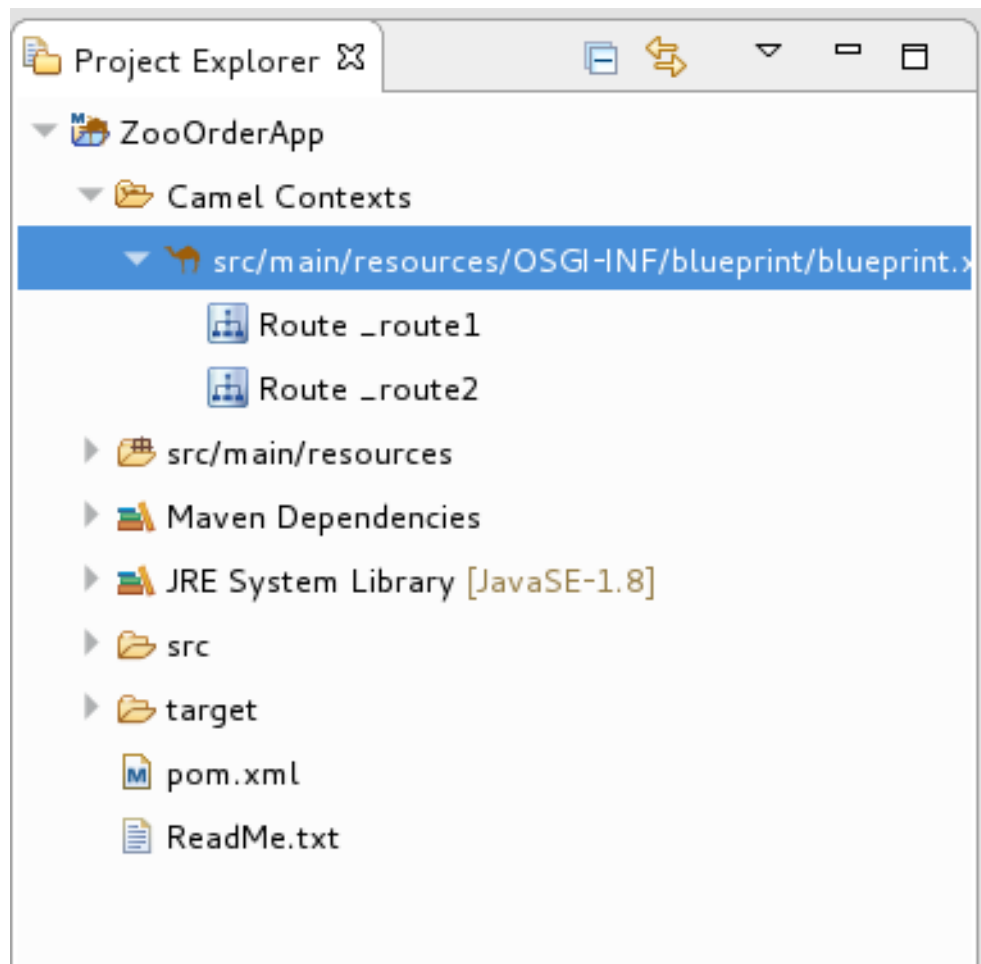 Project Explorer
ZooOrderApp
Camel Contexts
src/main/resources/OSGI-INF/blueprint/blueprint.x
Route _route1
Route _route2
src/main/resources
Maven Dependencies
JRE System Library [JavaSE-1.8]
src
target
pom.xml
ReadMe.txt